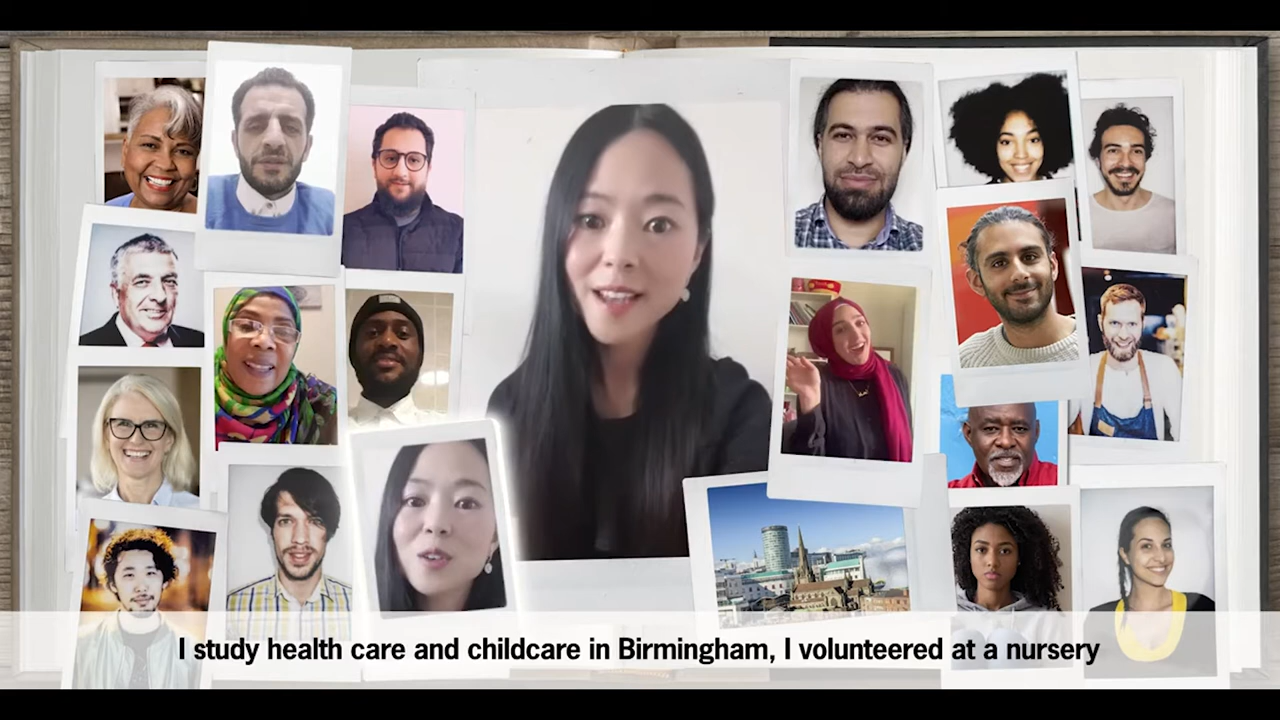 I study health care and childcare in Birmingham, I volunteered at a nursery